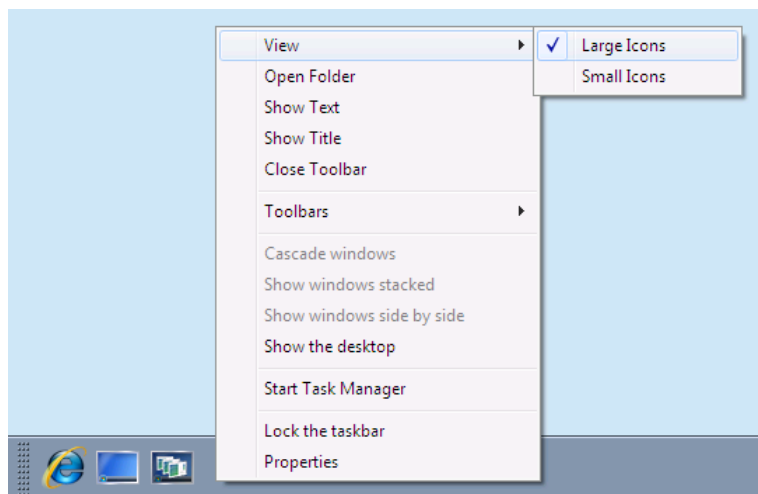 View
Large Icons
Open Folder
Small Icons
Show Text
Show Title
Close Toolbar
Toolbars
Cascade windows
Show windows stacked
Show windows side by side
Show the desktop
Start Task Manager
Lock the taskbar
Properties